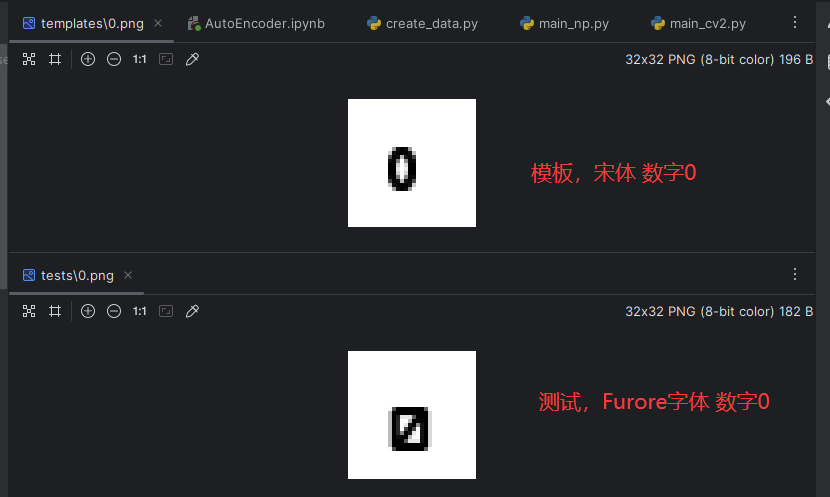 templates\0.png × AutoEncoder.ipynb create_data.py main_np.py main_cv2.py
1:1 32x32 PNG (8-bit color) 196 B
0
模板，宋体 数字0
tests\0.png ×
1:1 32x32 PNG (8-bit color) 182 B
0
测试，Furore字体 数字0